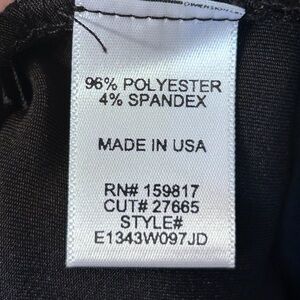 96% POLYESTER
4% SPANDEX
MADE IN USA
RN# 159817
CUT# 27665
STYLE#
E1343W097JD